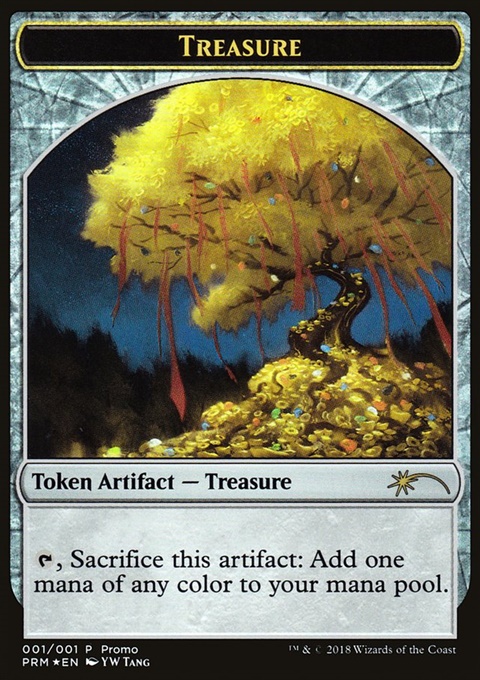 Treasure
Token Artifact — Treasure
, Sacrifice this artifact: Add one
mana of any color to your mana pool.
001/001 P Promo
PRM ★ EN YW Tang
™ & © 2018 Wizards of the Coast